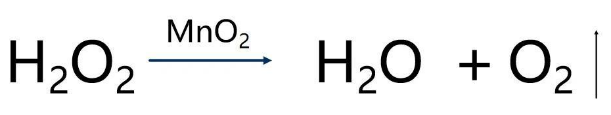 MnO₂
H₂O₂ → H₂O + O₂ ↑